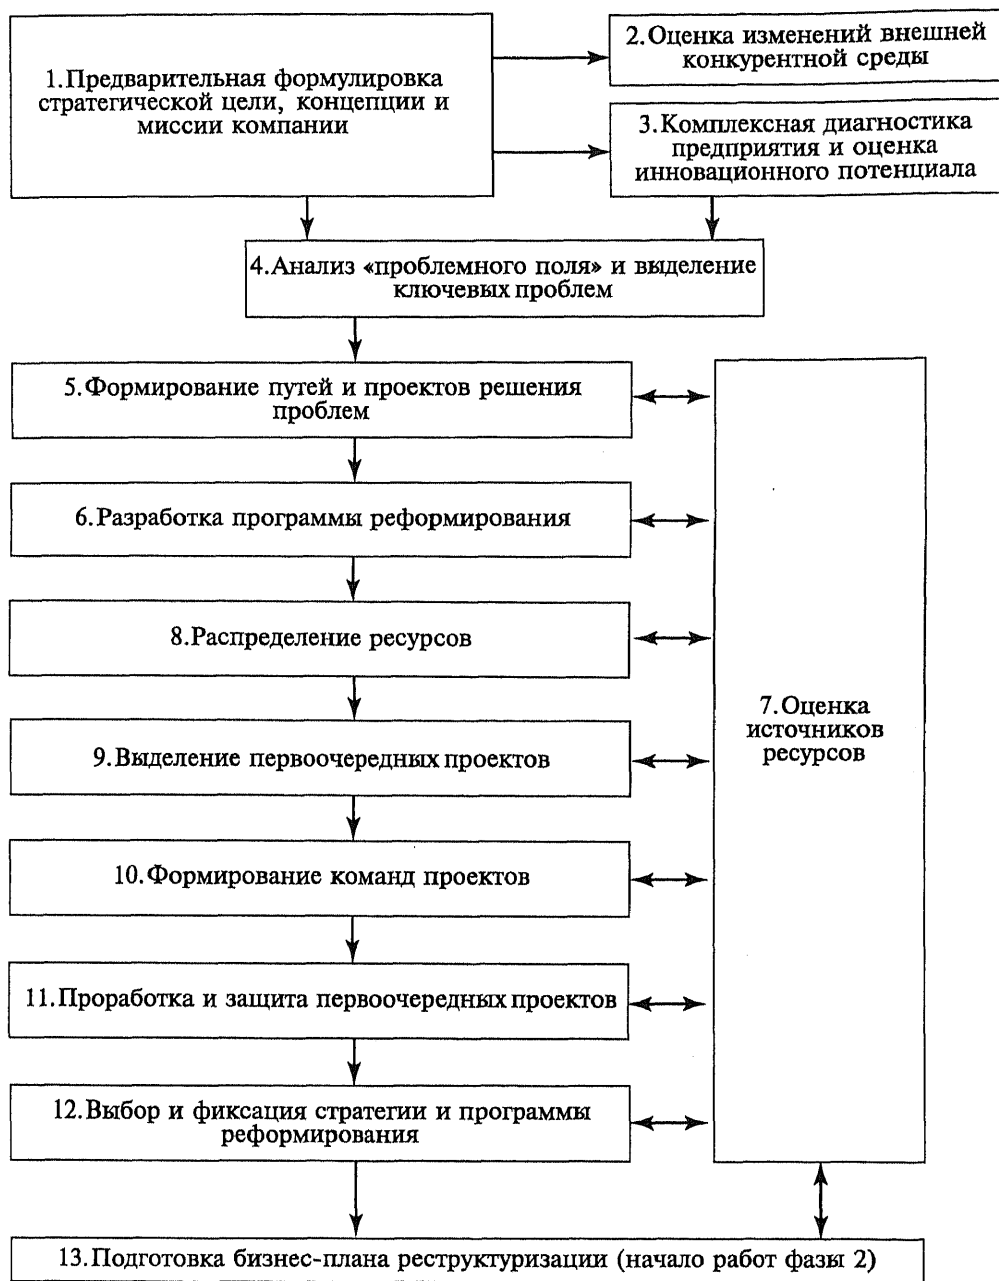 1.Предварительная формулировка
стратегической цели, концепции и
миссии компании
2.Оценка изменений внешней
конкурентной среды
3.Комплексная диагностика
предприятия и оценка
инновационного потенциала
4.Анализ «проблемного поля» и выделение
ключевых проблем
5.Формирование путей и проектов решения
проблем
6.Разработка программы реформирования
8.Распределение ресурсов
7.Оценка
источников
ресурсов
9.Выделение первоочередных проектов
10.Формирование команд проектов
11.Проработка и защита первоочередных проектов
12.Выбор и фиксация стратегии и программы
реформирования
13.Подготовка бизнес-плана реструктуризации (начало работ фазы 2)